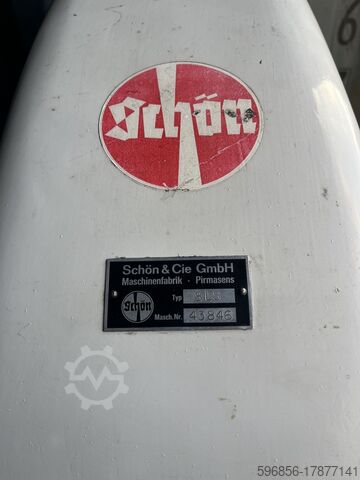 Schön
Schön & Cie GmbH
Maschinenfabrik · Pirmasens
Typ
Schön
Masch. Nr. 43846
596856-17877141